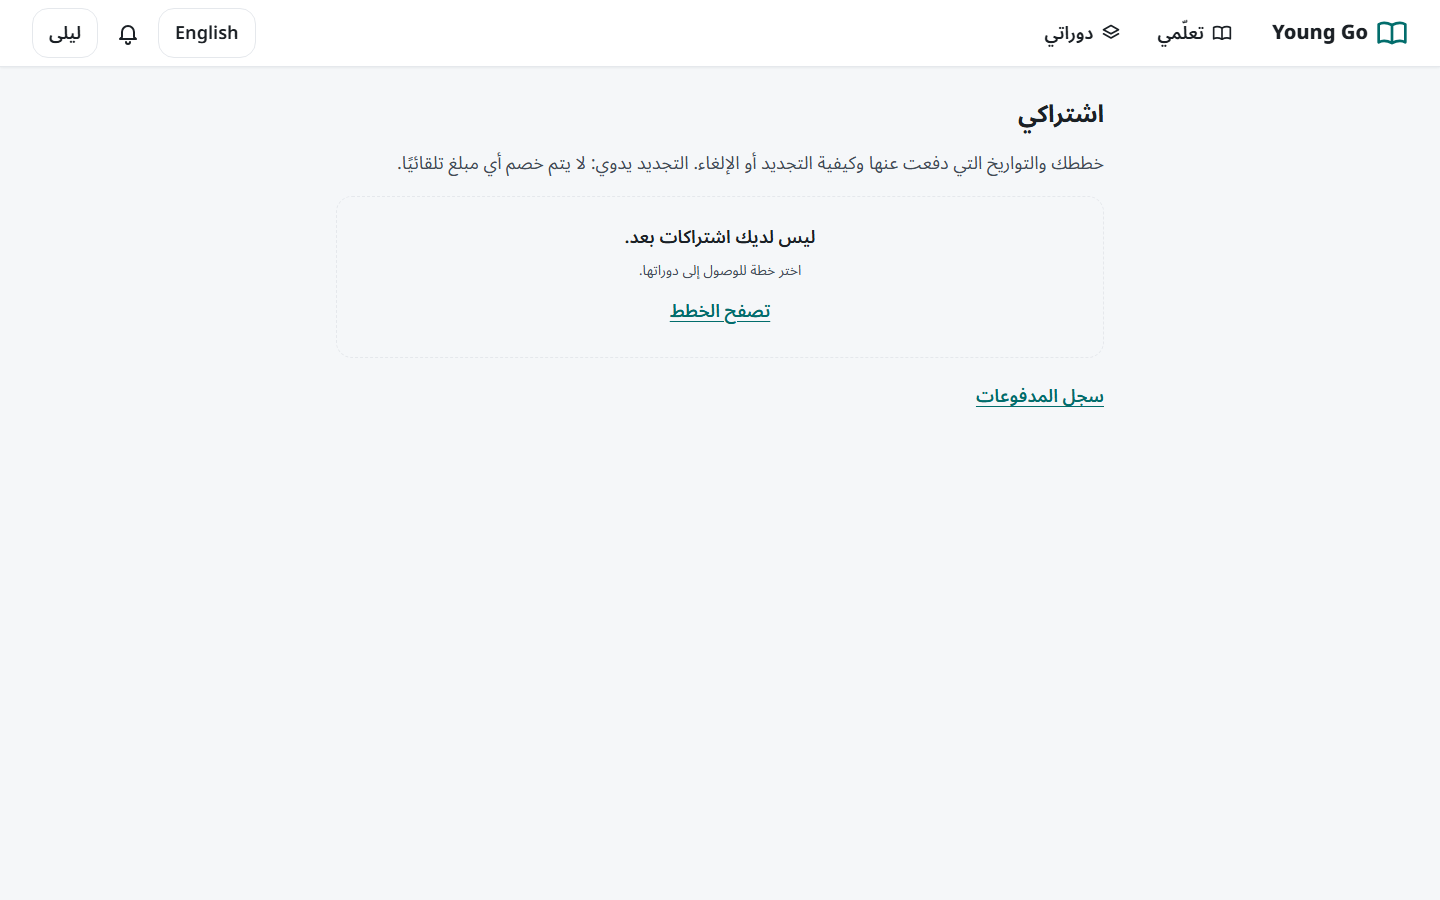 Young Go
تعلّمي
دوراتي
English
ليلى
اشتراكي
خططك والتواريخ التي دفعت عنها وكيفية التجديد أو الإلغاء. التجديد يدوي: لا يتم خصم أي مبلغ تلقائيًا.
ليس لديك اشتراكات بعد.
اختر خطة للوصول إلى دوراتها.
تصفح الخطط
سجل المدفوعات